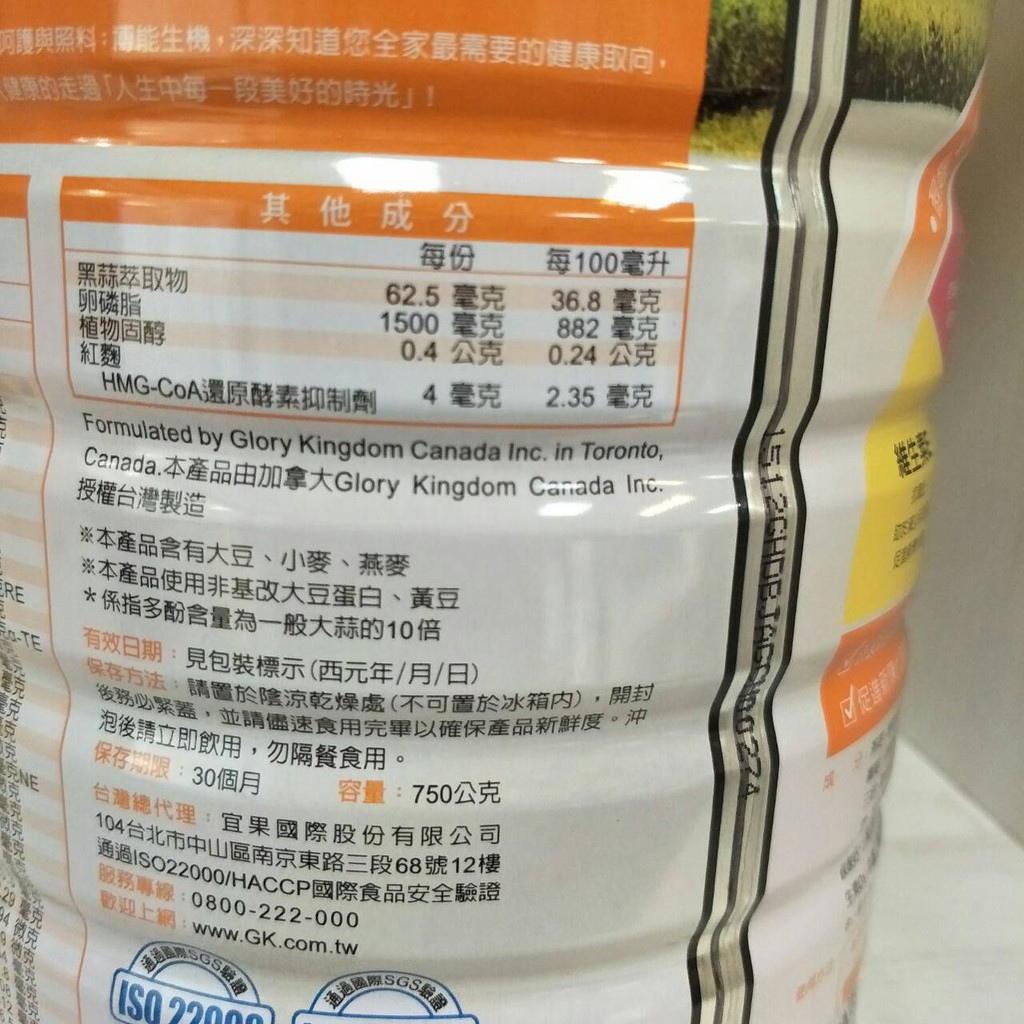 呵護與照料：博能生機，深深知道您全家最需要的健康取向，
健康的走過「人生中每一段美好的時光」！
其他成分
每份 每100毫升
黑蒜萃取物 62.5 毫克 36.8 毫克
卵磷脂 1500 毫克 882 毫克
植物固醇 0.4 公克 0.24 公克
紅麴
HMG-CoA還原酵素抑制劑 4 毫克 2.35 毫克
Formulated by Glory Kingdom Canada Inc. in Toronto,
Canada.本產品由加拿大Glory Kingdom Canada Inc.
授權台灣製造
※本產品含有大豆、小麥、燕麥
※本產品使用非基改大豆蛋白、黃豆
*係指多酚含量為一般大蒜的10倍
有效日期：見包裝標示(西元年/月/日)
保存方法：請置於陰涼乾燥處(不可置於冰箱內)，開封
後務必緊蓋，並請儘速食用完畢以確保產品新鮮度。沖
泡後請立即飲用，勿隔餐食用。
保存期限：30個月 容量：750公克
台灣總代理：宜果國際股份有限公司
104台北市中山區南京東路三段68號12樓
通過ISO22000/HACCP國際食品安全驗證
服務專線：0800-222-000
歡迎上網：www.GK.com.tw
通過國際SGS驗證
ISO 22000
通過國際SGS驗證
RE
α-TE
NE
維生素
促進